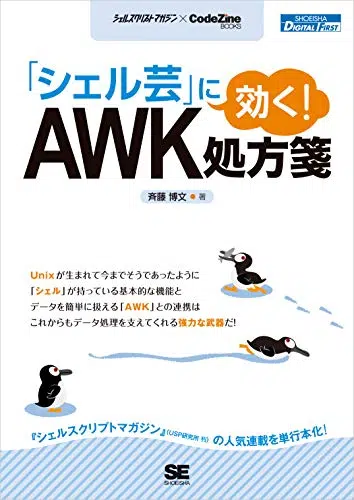 シェルスクリプトマガジン × CodeZine BOOKS
SHOEISHA DIGITAL FIRST
「シェル芸」に効く!
AWK処方箋
斉藤 博文 ● 著
Unixが生まれて今までそうであったように
「シェル」が持っている基本的な機能と
データを簡単に扱える「AWK」との連携は
これからもデータ処理を支えてくれる強力な武器だ!
『シェルスクリプトマガジン』(USP研究所 刊)の人気連載を単行本化!
SE
SHOEISHA